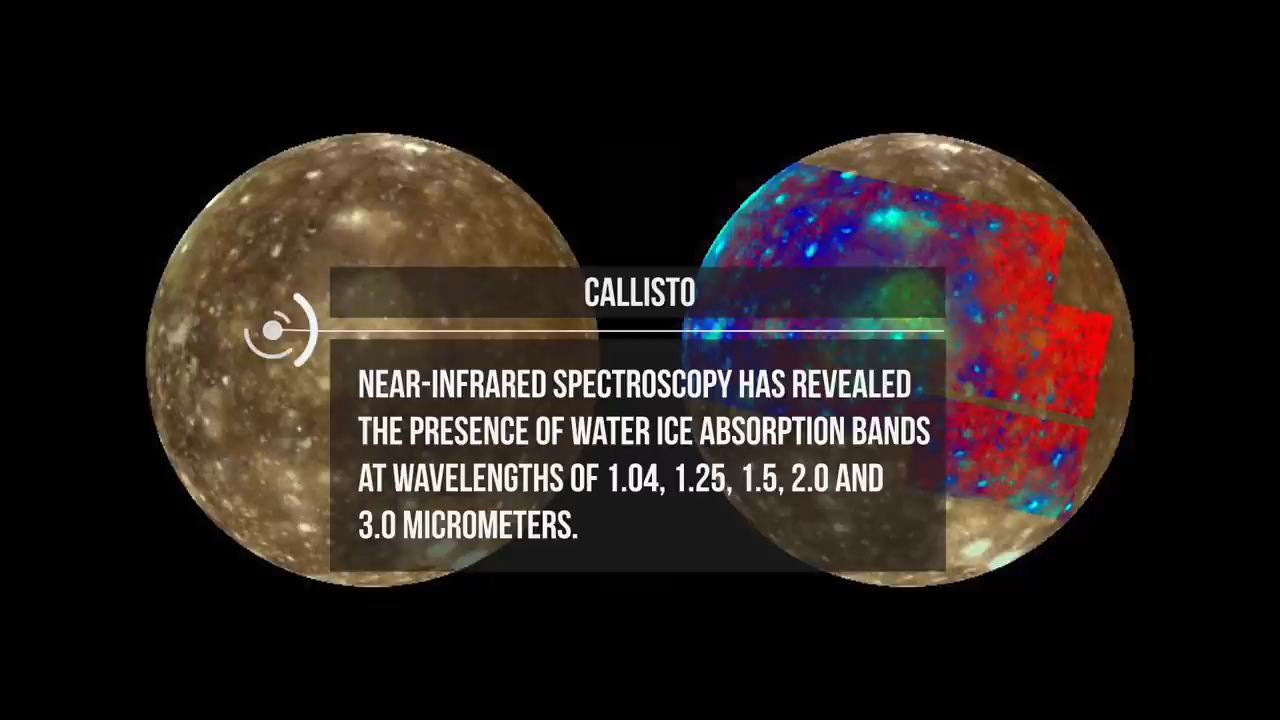 CALLISTO
NEAR-INFRARED SPECTROSCOPY HAS REVEALED
THE PRESENCE OF WATER ICE ABSORPTION BANDS
AT WAVELENGTHS OF 1.04, 1.25, 1.5, 2.0 AND
3.0 MICROMETERS.